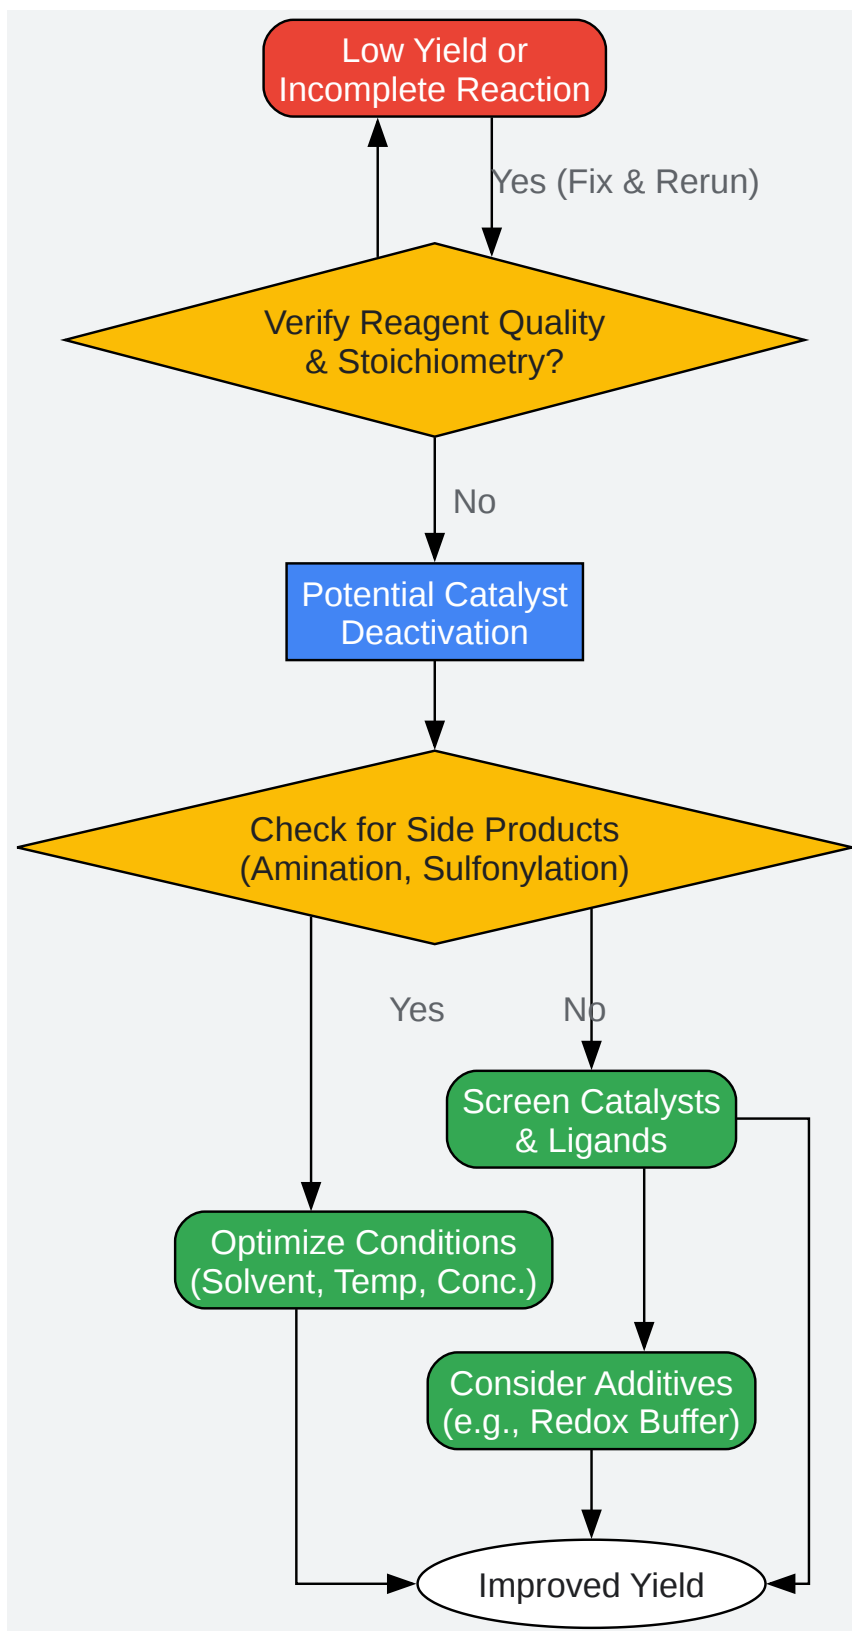 Low Yield or
Incomplete Reaction
Yes (Fix & Rerun)
Verify Reagent Quality
& Stoichiometry?
No
Potential Catalyst
Deactivation
Check for Side Products
(Amination, Sulfonylation)
Yes
No
Screen Catalysts
& Ligands
Optimize Conditions
(Solvent, Temp, Conc.)
Consider Additives
(e.g., Redox Buffer)
Improved Yield